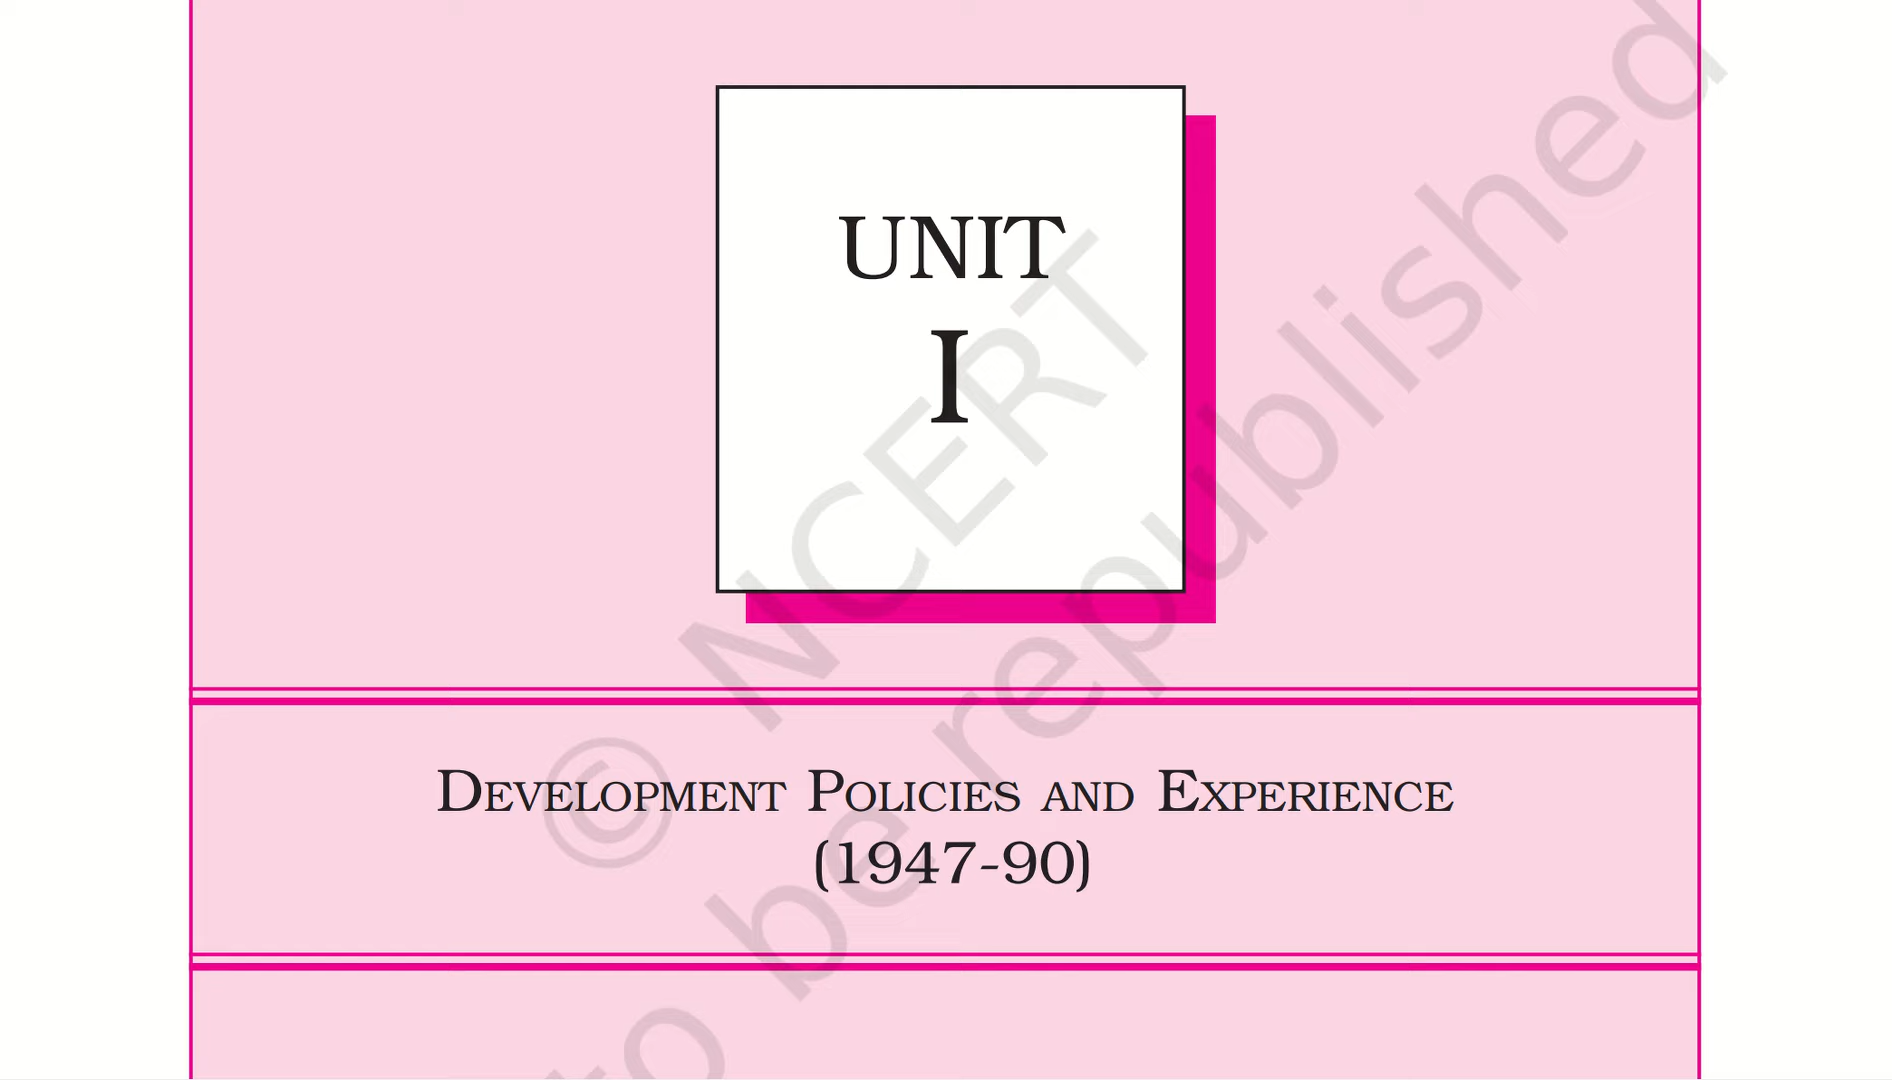 UNIT
I
Development Policies and Experience
(1947-90)
© NCERT
to be republished